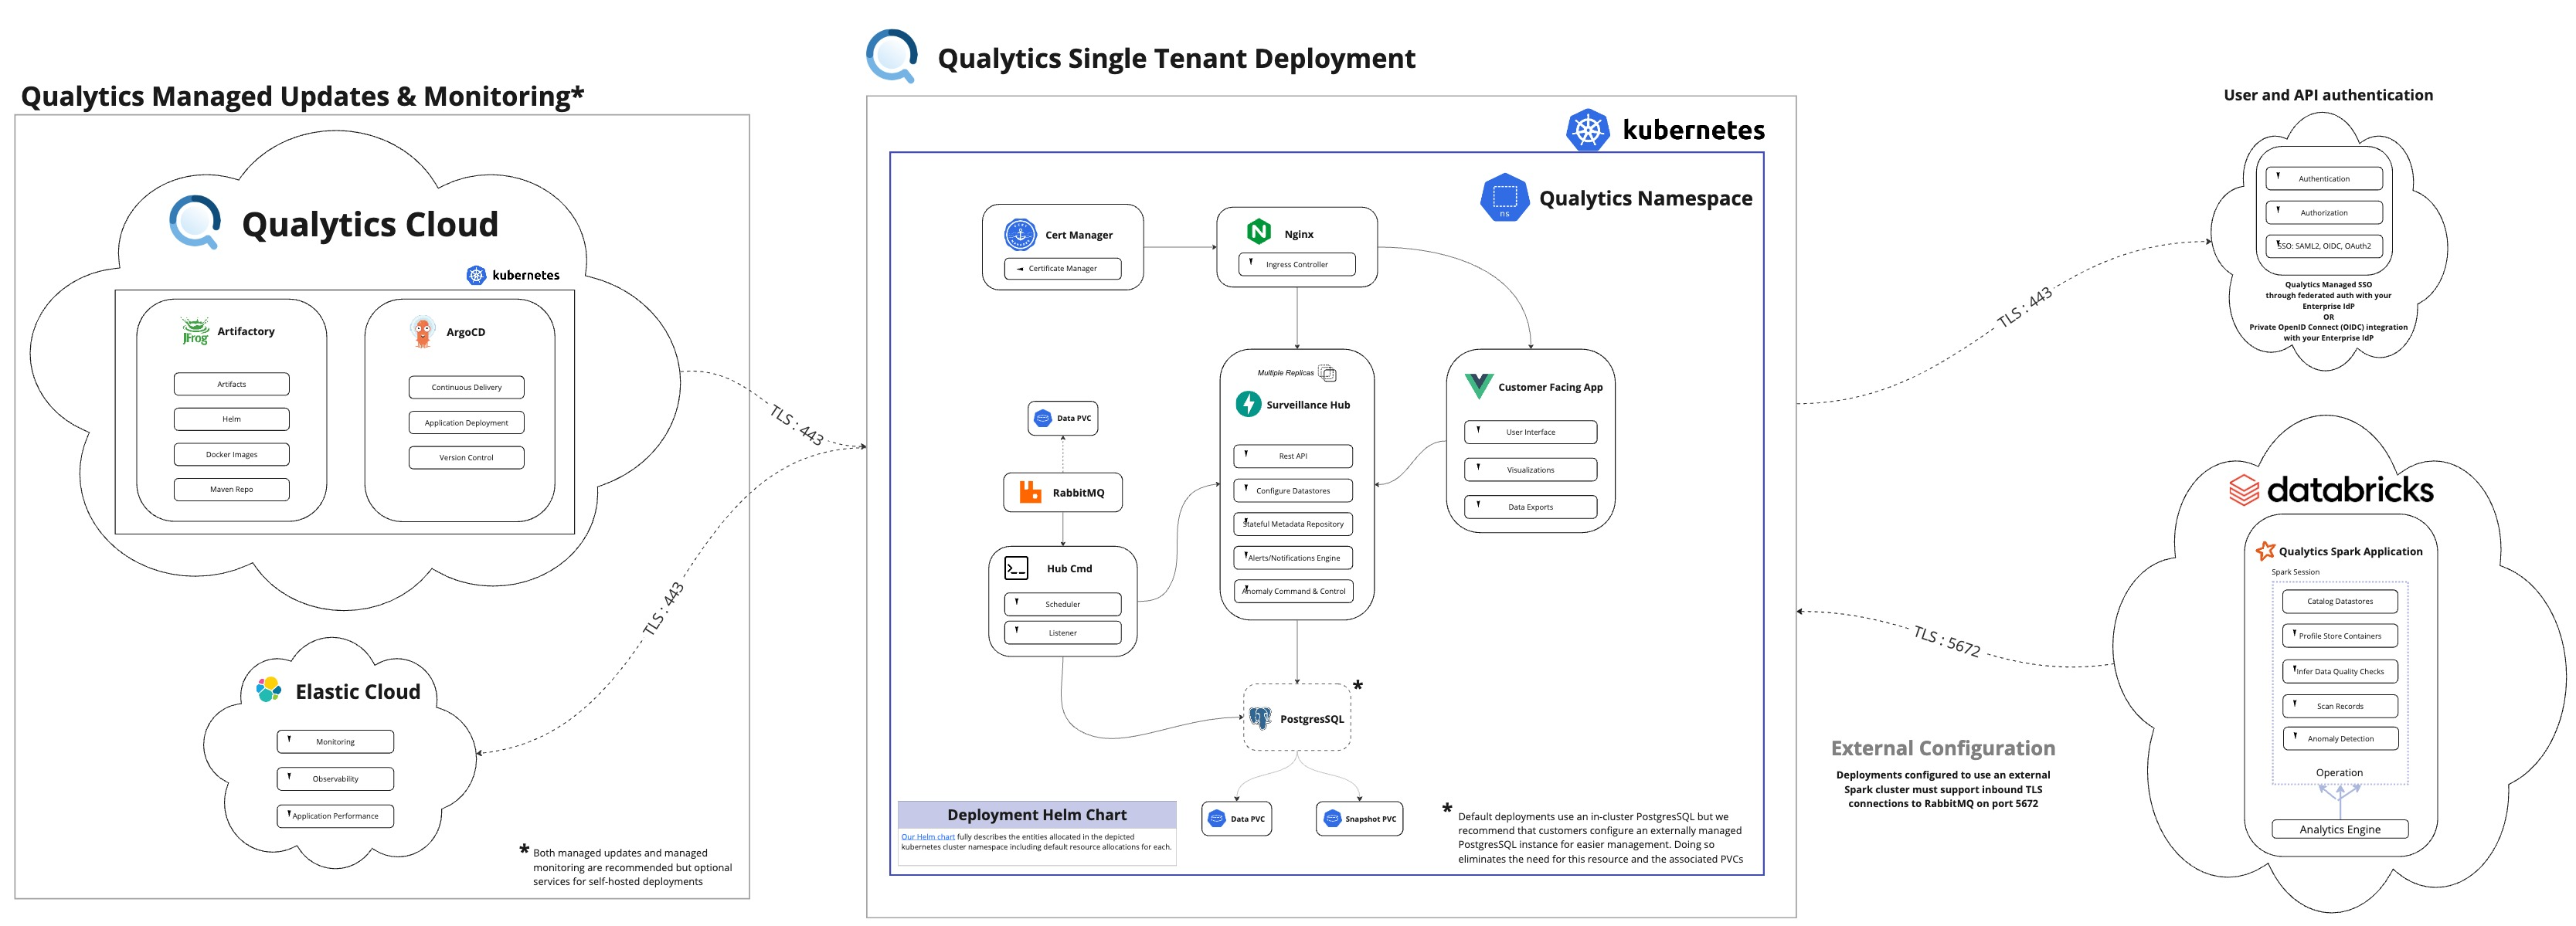 Qualytics Managed Updates & Monitoring*
Qualytics Cloud
kubernetes
JFrog
Artifactory
Artifacts
Helm
Docker Images
Maven Repo
ArgoCD
Continuous Delivery
Application Deployment
Version Control
Elastic Cloud
Monitoring
Observability
Application Performance
* Both managed updates and managed
monitoring are recommended but optional
services for self-hosted deployments
TLS : 443
TLS : 443
Qualytics Single Tenant Deployment
kubernetes
ns
Qualytics Namespace
Cert Manager
Certificate Manager
Nginx
Ingress Controller
Multiple Replicas
Surveillance Hub
Rest API
Configure Datastores
Stateful Metadata Repository
Alerts/Notifications Engine
Anomaly Command & Control
Customer Facing App
User Interface
Visualizations
Data Exports
Data PVC
RabbitMQ
Hub Cmd
Scheduler
Listener
PostgresSQL
*
Data PVC
Snapshot PVC
Deployment Helm Chart
Our Helm chart fully describes the entities allocated in the depicted
kubernetes cluster namespace including default resource allocations for each.
* Default deployments use an in-cluster PostgreSQL but we
recommend that customers configure an externally managed
PostgreSQL instance for easier management. Doing so
eliminates the need for this resource and the associated PVCs
TLS : 443
TLS : 5672
External Configuration
Deployments configured to use an external
Spark cluster must support inbound TLS
connections to RabbitMQ on port 5672
User and API authentication
Authentication
Authorization
SSO: SAML2, OIDC, OAuth2
Qualytics Managed SSO
through federated auth with your
Enterprise IdP
OR
Private OpenID Connect (OIDC) integration
with your Enterprise IdP
databricks
Qualytics Spark Application
Spark Session
Catalog Datastores
Profile Store Containers
Infer Data Quality Checks
Scan Records
Anomaly Detection
Operation
Analytics Engine